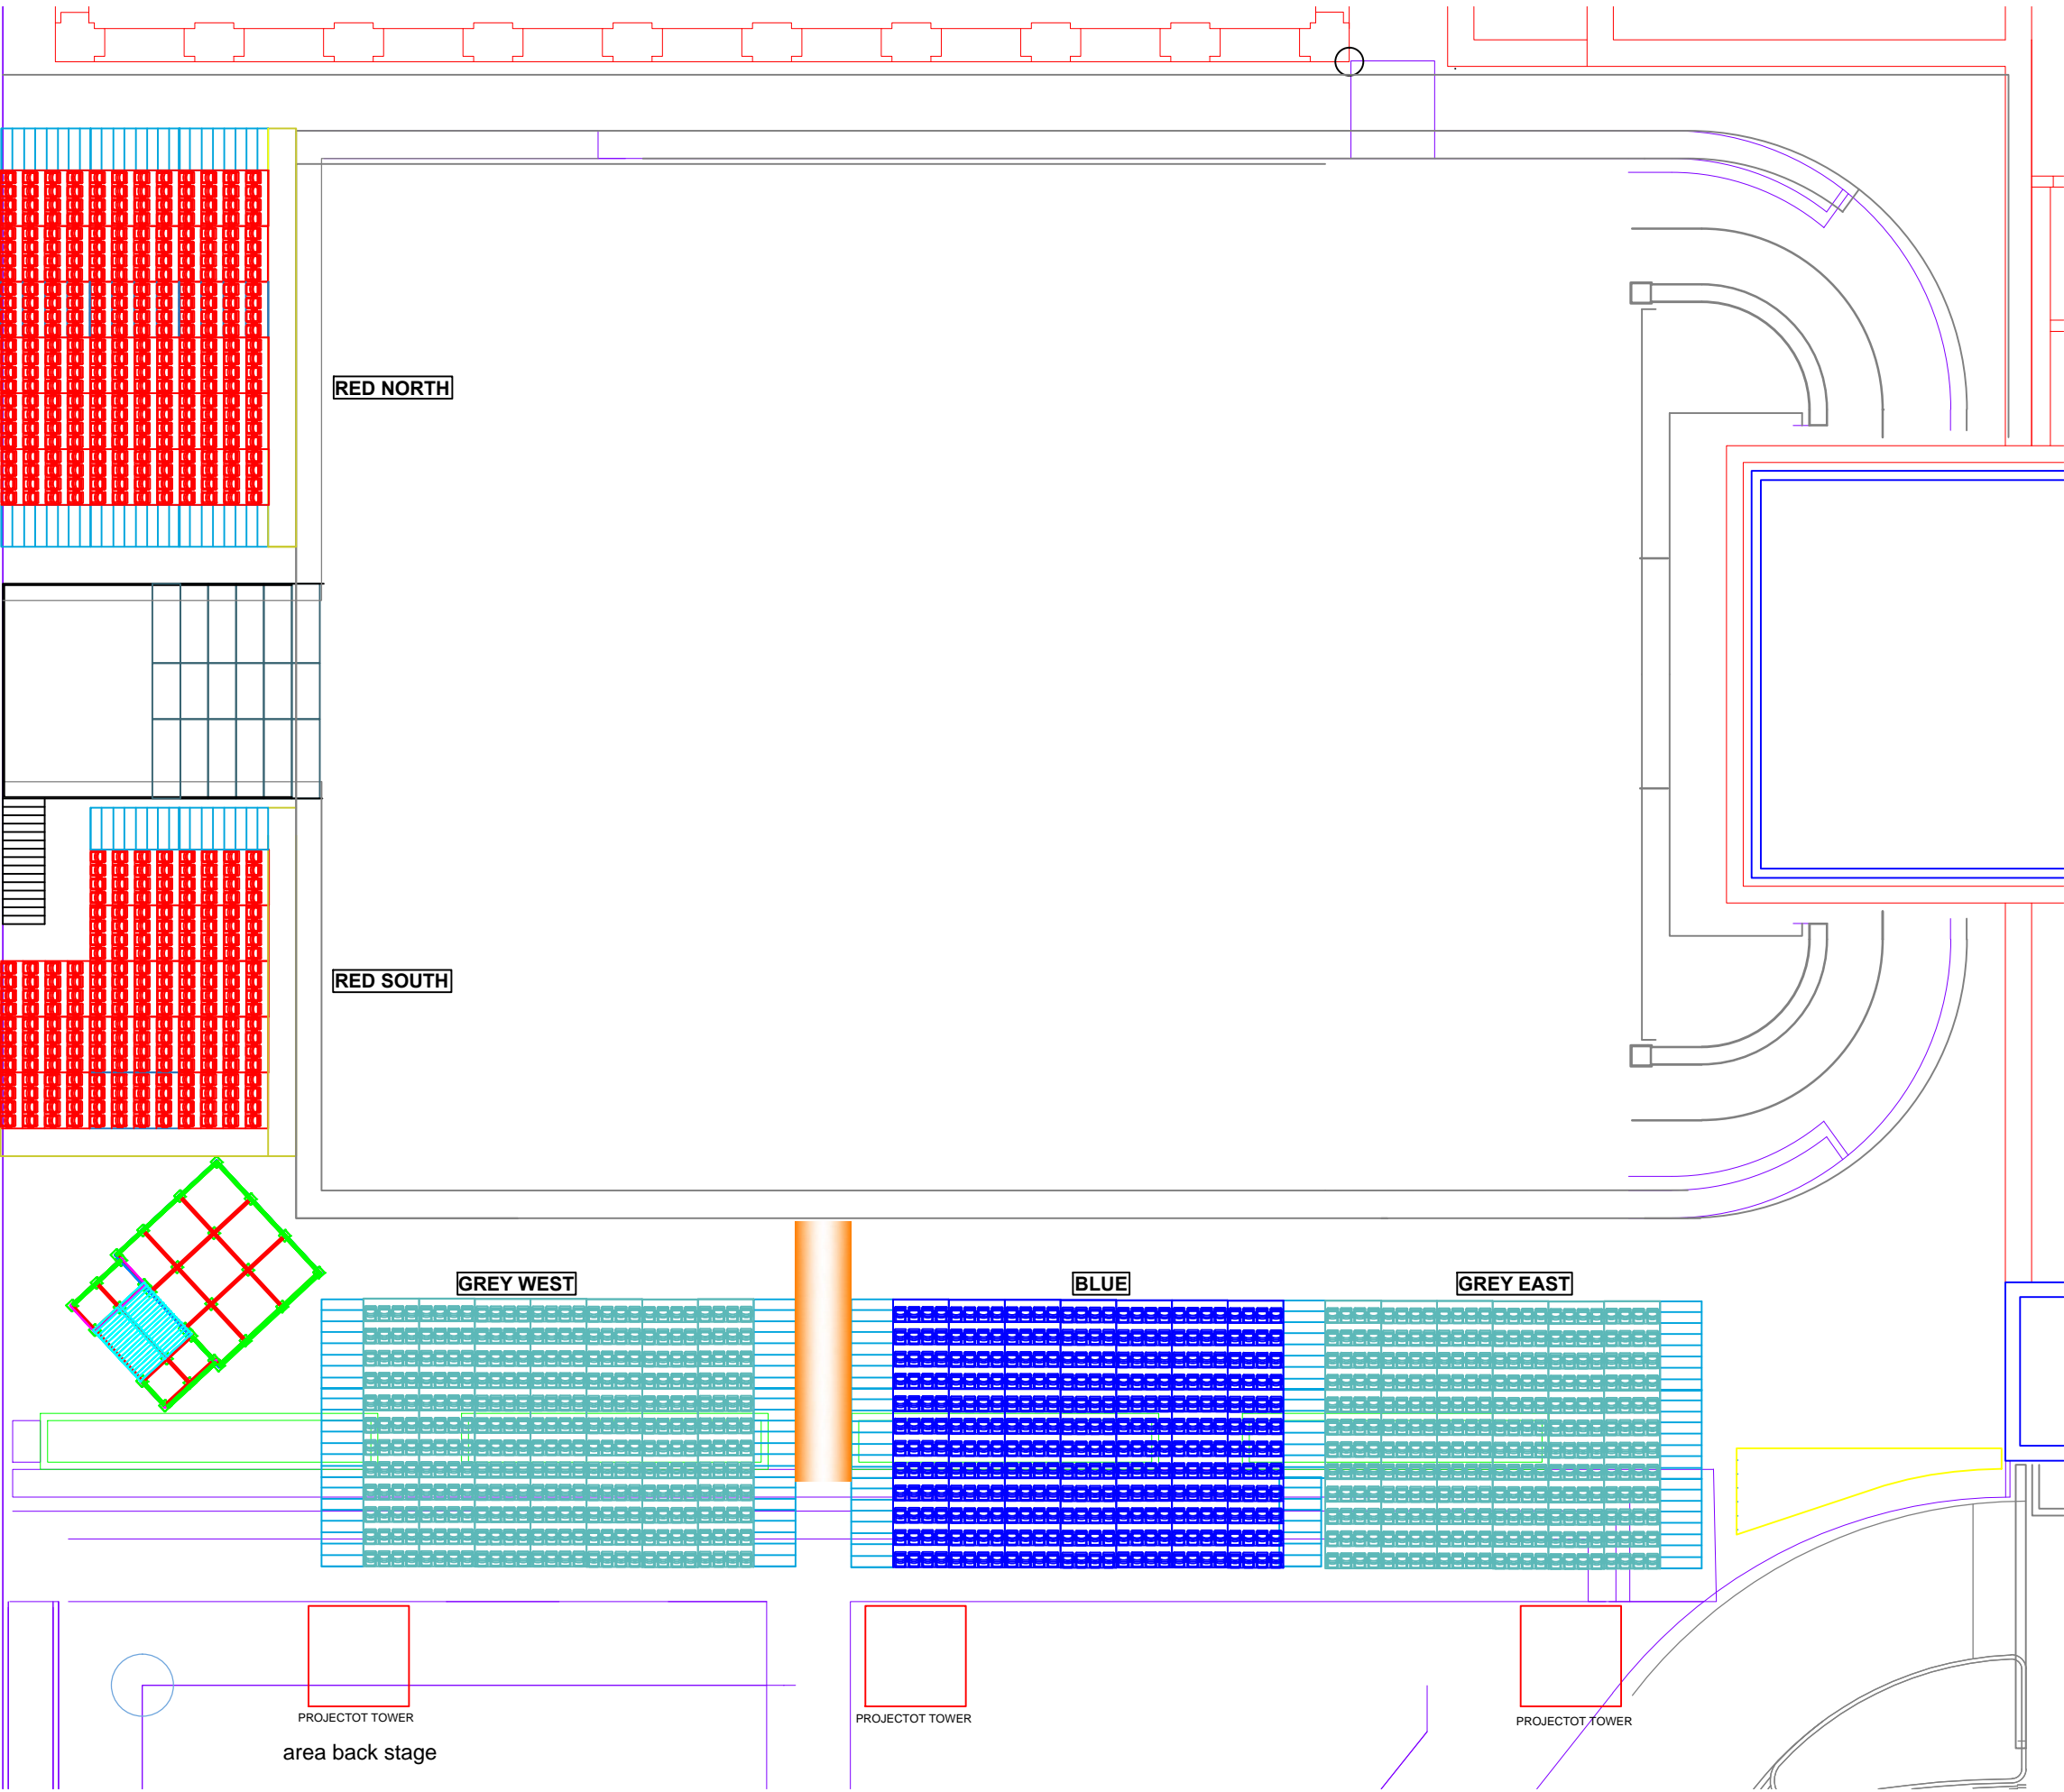 RED NORTH
RED SOUTH
GREY WEST
BLUE
GREY EAST
PROJECTOT TOWER
PROJECTOT TOWER
PROJECTOT TOWER
area back stage